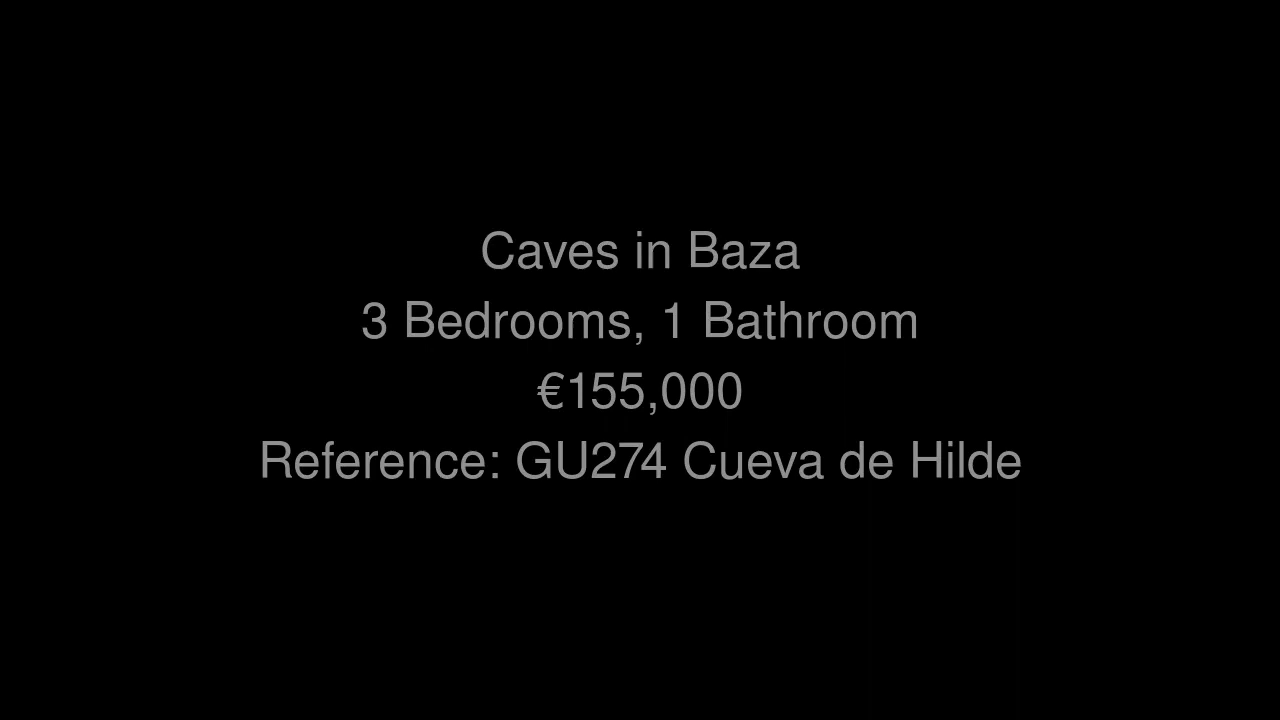 Caves in Baza
3 Bedrooms, 1 Bathroom
€155,000
Reference: GU274 Cueva de Hilde